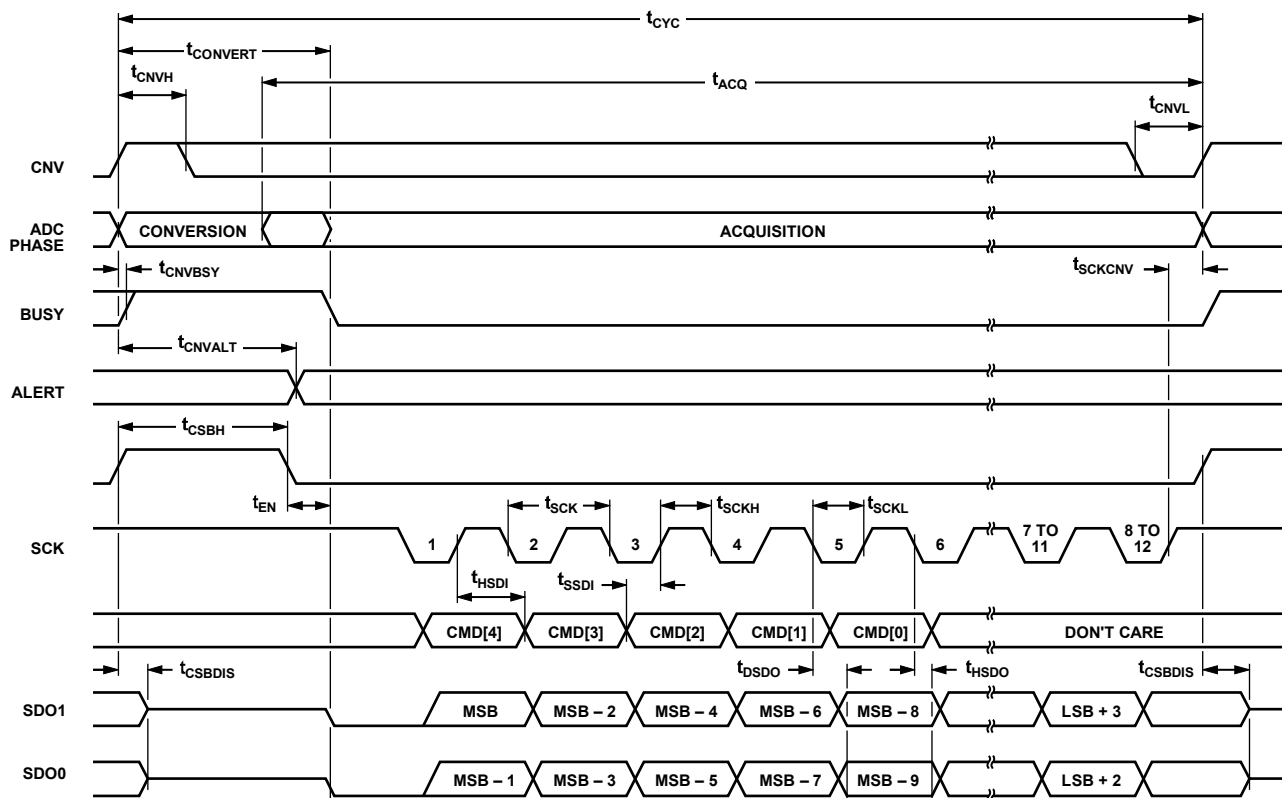 tCYC
tCONVERT
tCNVH
tACQ
tCNVL
CNV
ADC
PHASE
CONVERSION
ACQUISITION
tCNVBSY
tSCKCNV
BUSY
tCNVALT
ALERT
tCSBH
tEN
tSCK
tSCKH
tSCKL
SCK
1
2
3
4
5
6
7 TO
11
8 TO
12
tHSDI
tSSDI
CMD[4]
CMD[3]
CMD[2]
CMD[1]
CMD[0]
DON'T CARE
tCSBDIS
tDSDO
tHSDO
tCSBDIS
SDO1
MSB
MSB – 2
MSB – 4
MSB – 6
MSB – 8
LSB + 3
SDO0
MSB – 1
MSB – 3
MSB – 5
MSB – 7
MSB – 9
LSB + 2